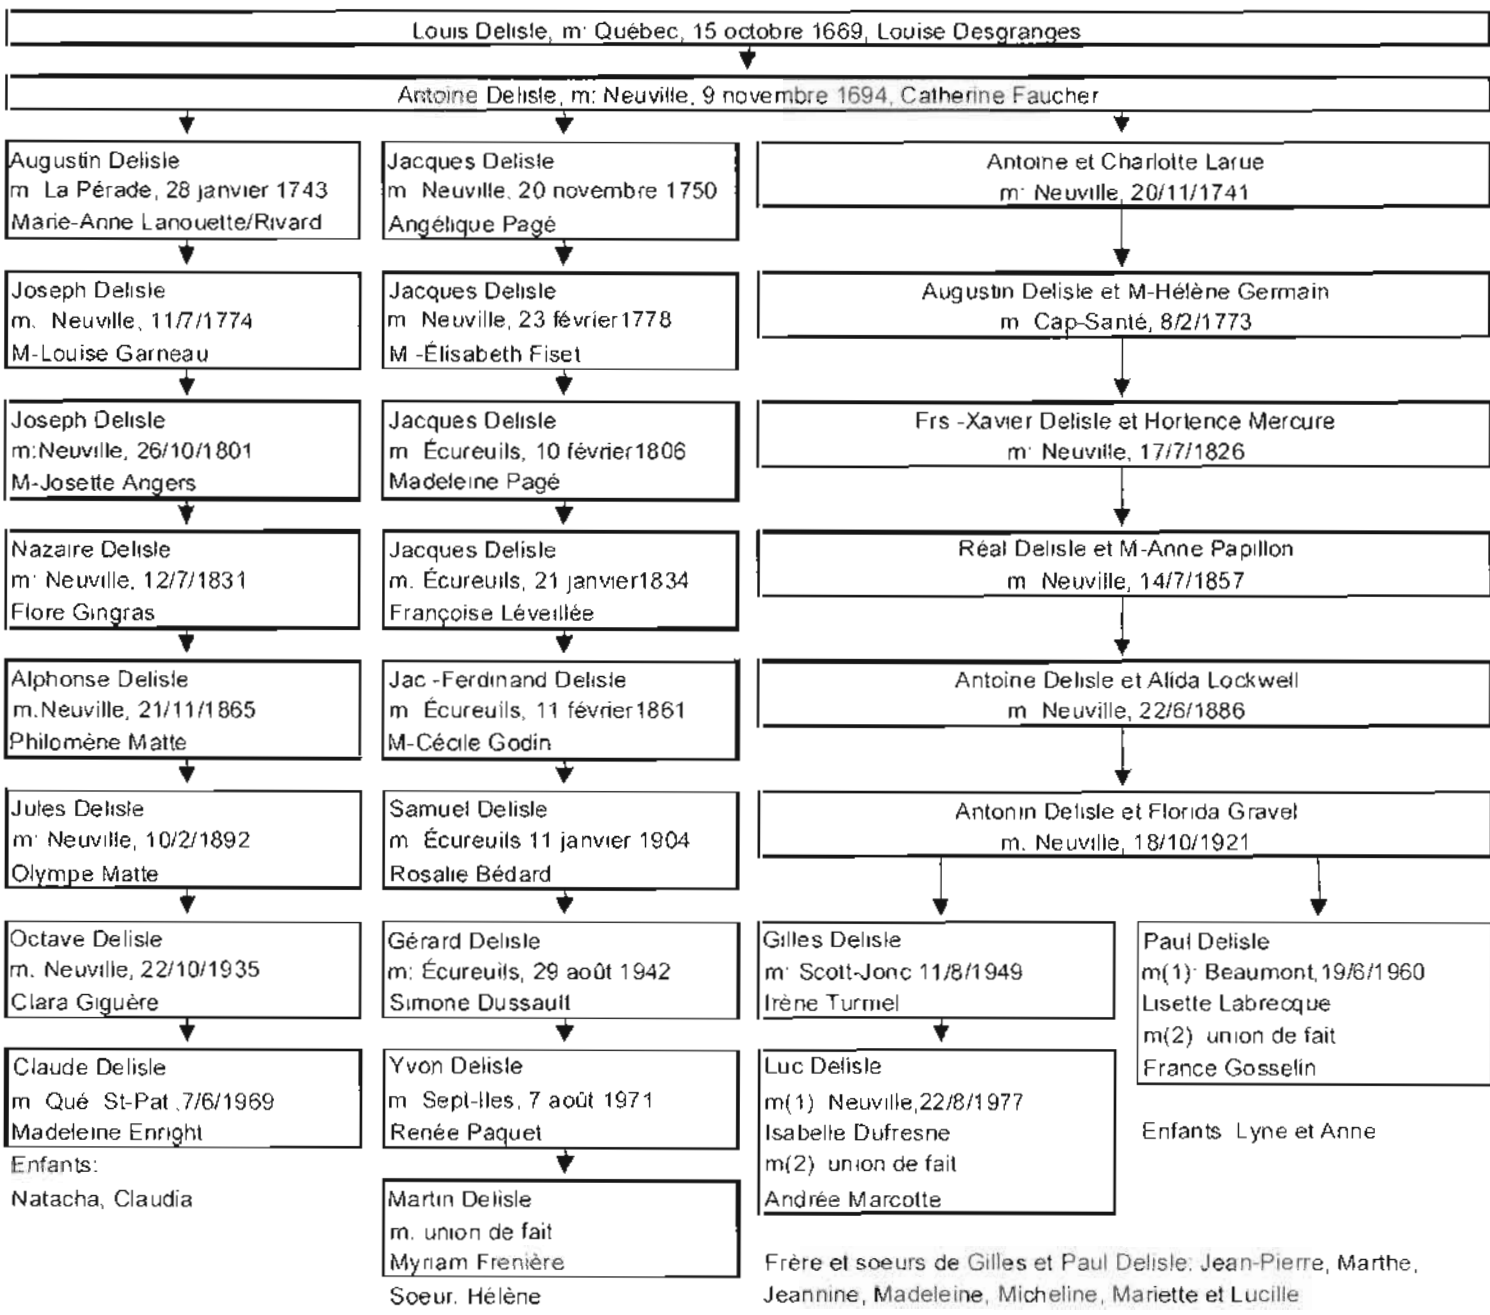 Louis Delisle, m: Québec, 15 octobre 1669, Louise Desgranges
Antoine Delisle, m: Neuville, 9 novembre 1694, Catherine Faucher
Augustin Delisle
m La Pérade, 28 janvier 1743
Marie-Anne Lanouette/Rivard
Joseph Delisle
m. Neuville, 11/7/1774
M-Louise Garneau
Joseph Delisle
m:Neuville, 26/10/1801
M-Josette Angers
Nazaire Delisle
m: Neuville, 12/7/1831
Flore Gingras
Alphonse Delisle
m.Neuville, 21/11/1865
Philomène Matte
Jules Delisle
m: Neuville, 10/2/1892
Olympe Matte
Octave Delisle
m. Neuville, 22/10/1935
Clara Giguère
Claude Delisle
m Qué St-Pat ,7/6/1969
Madeleine Enright
Enfants:
Natacha, Claudia
Jacques Delisle
m Neuville, 20 novembre 1750
Angélique Pagé
Jacques Delisle
m Neuville, 23 février1778
M -Élisabeth Fiset
Jacques Delisle
m Écureuils, 10 février1806
Madeleine Pagé
Jacques Delisle
m. Écureuils, 21 janvier1834
Françoise Léveillée
Jac -Ferdinand Delisle
m Écureuils, 11 février1861
M-Cécile Godin
Samuel Delisle
m Écureuils 11 janvier 1904
Rosalie Bédard
Gérard Delisle
m: Écureuils, 29 août 1942
Simone Dussault
Yvon Delisle
m Sept-Iles, 7 août 1971
Renée Paquet
Martin Delisle
m. union de fait
Myriam Frenière
Soeur. Hélène
Antoine et Charlotte Larue
m: Neuville, 20/11/1741
Augustin Delisle et M-Hélène Germain
m Cap-Santé, 8/2/1773
Frs -Xavier Delisle et Hortence Mercure
m: Neuville, 17/7/1826
Réal Delisle et M-Anne Papillon
m Neuville, 14/7/1857
Antoine Delisle et Alida Lockwell
m Neuville, 22/6/1886
Antonin Delisle et Florida Gravel
m. Neuville, 18/10/1921
Gilles Delisle
m: Scott-Jonc 11/8/1949
Irène Turmel
Luc Delisle
m(1) Neuville,22/8/1977
Isabelle Dufresne
m(2) union de fait
Andrée Marcotte
Paul Delisle
m(1): Beaumont,19/6/1960
Lisette Labrecque
m(2) union de fait
France Gosselin
Enfants Lyne et Anne
Frère et soeurs de Gilles et Paul Delisle: Jean-Pierre, Marthe,
Jeannine, Madeleine, Micheline, Mariette et Lucille